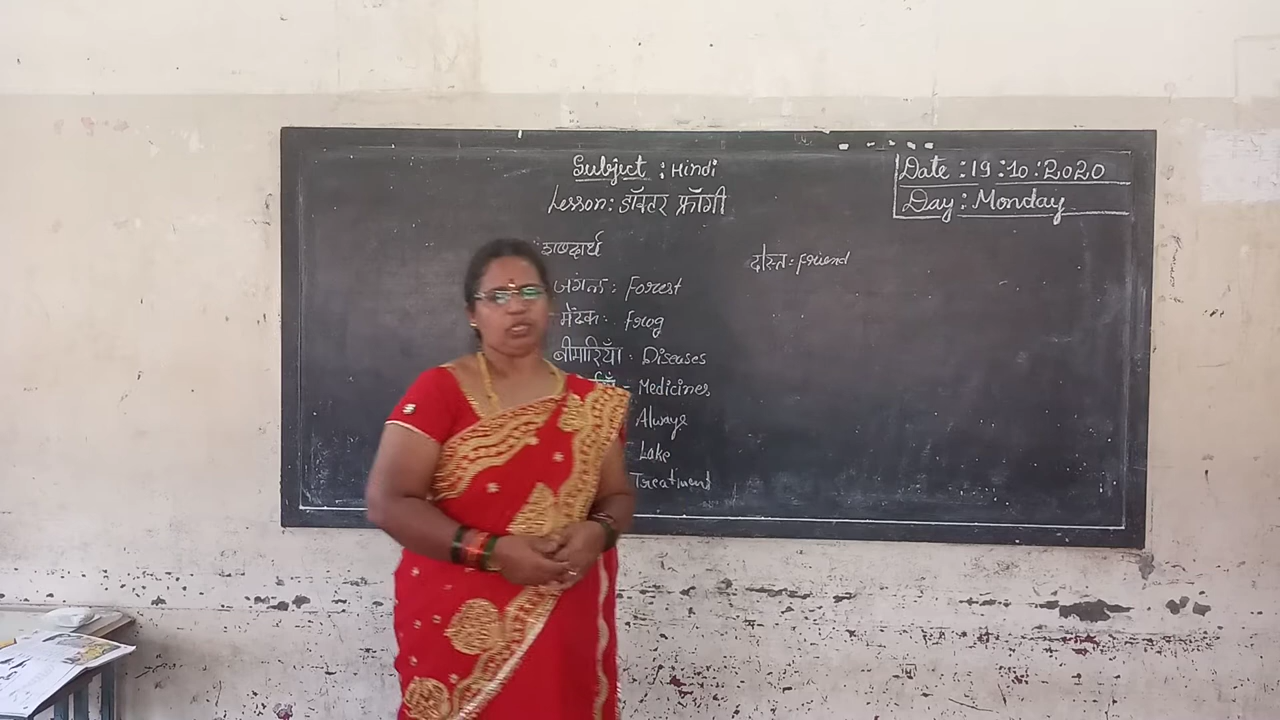 Subject : Hindi
Lesson : डॉक्टर फ्रॉगी
Date : 19 : 10 : 2020
Day : Monday
शब्दार्थ
जंगल : Forest
मेंढक : Frog
बीमारियाँ : Diseases
- Medicines
Always
Lake
Treatment
दोस्त : friend